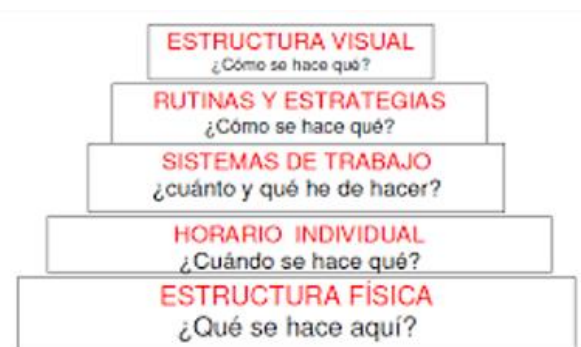 ESTRUCTURA VISUAL
¿Cómo se hace qué?
RUTINAS Y ESTRATEGIAS
¿Cómo se hace qué?
SISTEMAS DE TRABAJO
¿cuánto y qué he de hacer?
HORARIO INDIVIDUAL
¿Cuándo se hace qué?
ESTRUCTURA FÍSICA
¿Qué se hace aquí?